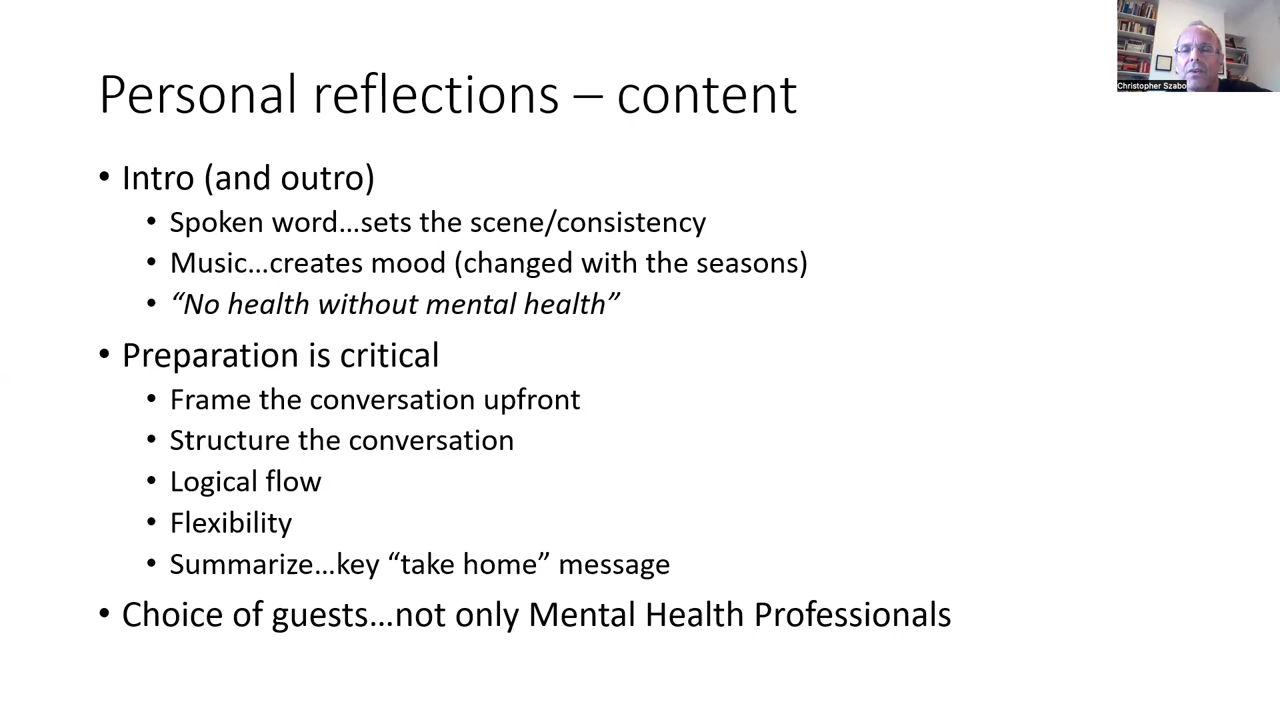 Personal reflections – content
Christopher Szabo
• Intro (and outro)
• Spoken word…sets the scene/consistency
• Music…creates mood (changed with the seasons)
• “No health without mental health”
• Preparation is critical
• Frame the conversation upfront
• Structure the conversation
• Logical flow
• Flexibility
• Summarize…key “take home” message
• Choice of guests…not only Mental Health Professionals